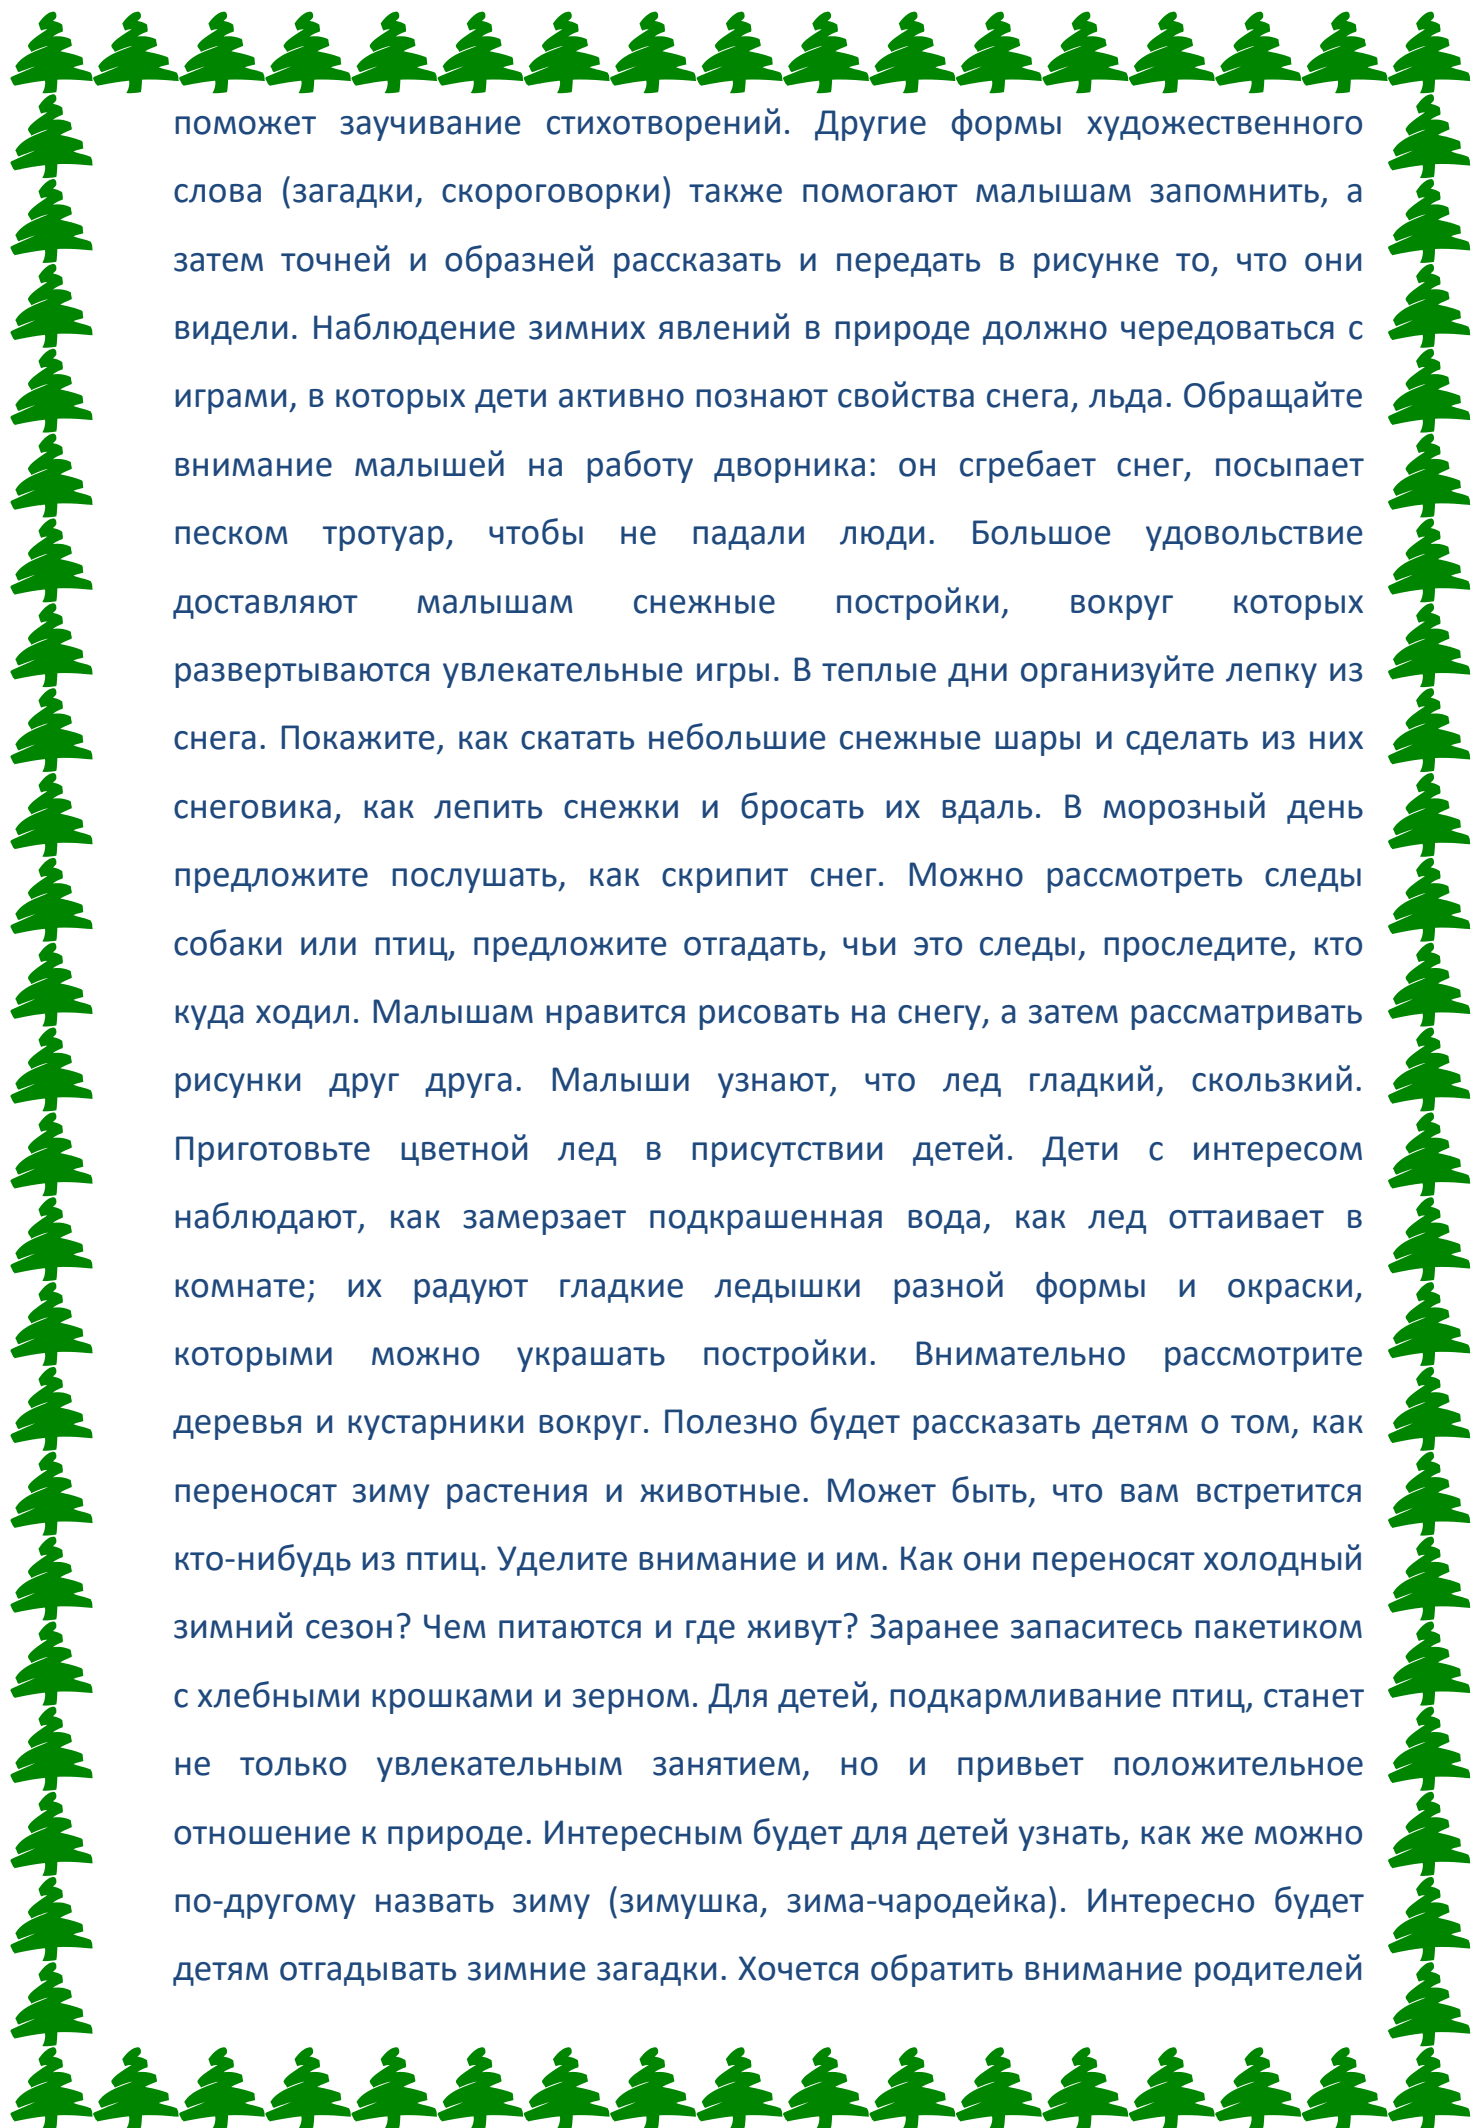 поможет заучивание стихотворений. Другие формы художественного
слова (загадки, скороговорки) также помогают малышам запомнить, а
затем точней и образней рассказать и передать в рисунке то, что они
видели. Наблюдение зимних явлений в природе должно чередоваться с
играми, в которых дети активно познают свойства снега, льда. Обращайте
внимание малышей на работу дворника: он сгребает снег, посыпает
песком тротуар, чтобы не падали люди. Большое удовольствие
доставляют малышам снежные постройки, вокруг которых
развертываются увлекательные игры. В теплые дни организуйте лепку из
снега. Покажите, как скатать небольшие снежные шары и сделать из них
снеговика, как лепить снежки и бросать их вдаль. В морозный день
предложите послушать, как скрипит снег. Можно рассмотреть следы
собаки или птиц, предложите отгадать, чьи это следы, проследите, кто
куда ходил. Малышам нравится рисовать на снегу, а затем рассматривать
рисунки друг друга. Малыши узнают, что лед гладкий, скользкий.
Приготовьте цветной лед в присутствии детей. Дети с интересом
наблюдают, как замерзает подкрашенная вода, как лед оттаивает в
комнате; их радуют гладкие ледышки разной формы и окраски,
которыми можно украшать постройки. Внимательно рассмотрите
деревья и кустарники вокруг. Полезно будет рассказать детям о том, как
переносят зиму растения и животные. Может быть, что вам встретится
кто-нибудь из птиц. Уделите внимание и им. Как они переносят холодный
зимний сезон? Чем питаются и где живут? Заранее запаситесь пакетиком
с хлебными крошками и зерном. Для детей, подкармливание птиц, станет
не только увлекательным занятием, но и привьет положительное
отношение к природе. Интересным будет для детей узнать, как же можно
по-другому назвать зиму (зимушка, зима-чародейка). Интересно будет
детям отгадывать зимние загадки. Хочется обратить внимание родителей